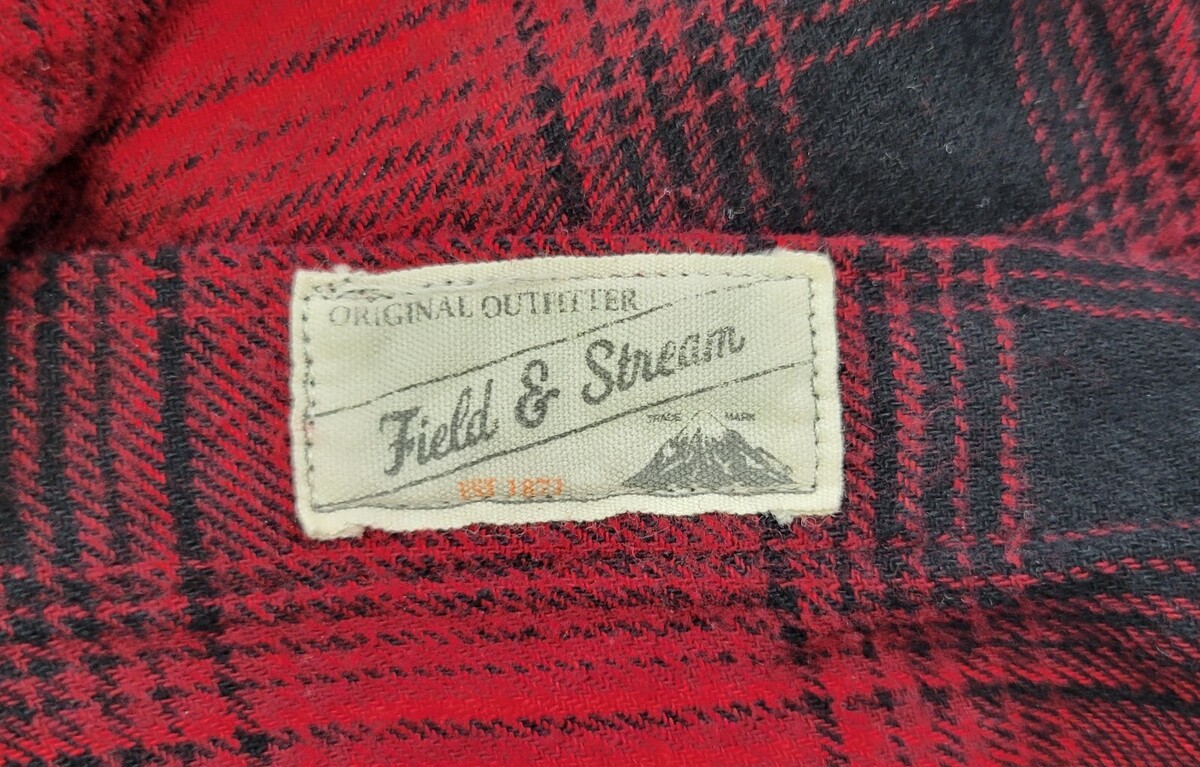 ORIGINAL OUTFITTER
Field & Stream
TRADE MARK
EST 1871